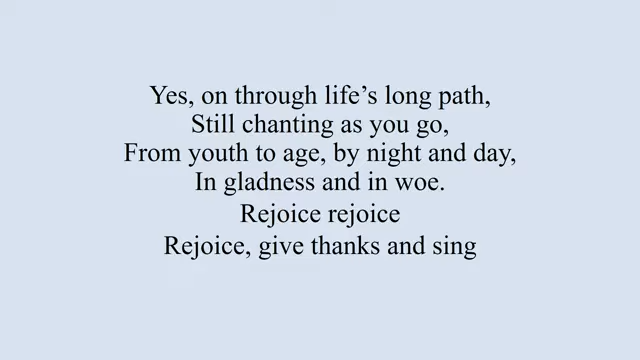 Yes, on through life’s long path,
Still chanting as you go,
From youth to age, by night and day,
In gladness and in woe.
Rejoice rejoice
Rejoice, give thanks and sing